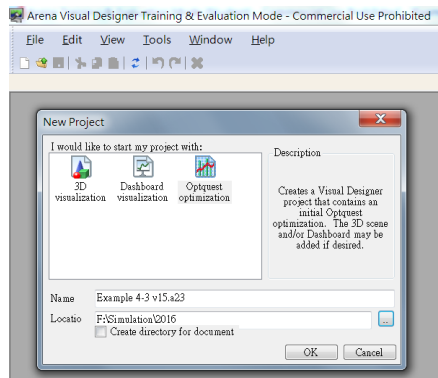 Arena Visual Designer Training & Evaluation Mode - Commercial Use Prohibited
File Edit View Tools Window Help
New Project
I would like to start my project with:
3D visualization
Dashboard visualization
Optquest optimization
Description
Creates a Visual Designer
project that contains an
initial Optquest
optimization. The 3D scene
and/or Dashboard may be
added if desired.
Name Example 4-3 v15.a23
Locatio F:\Simulation\2016 ..
Create directory for document
OK Cancel